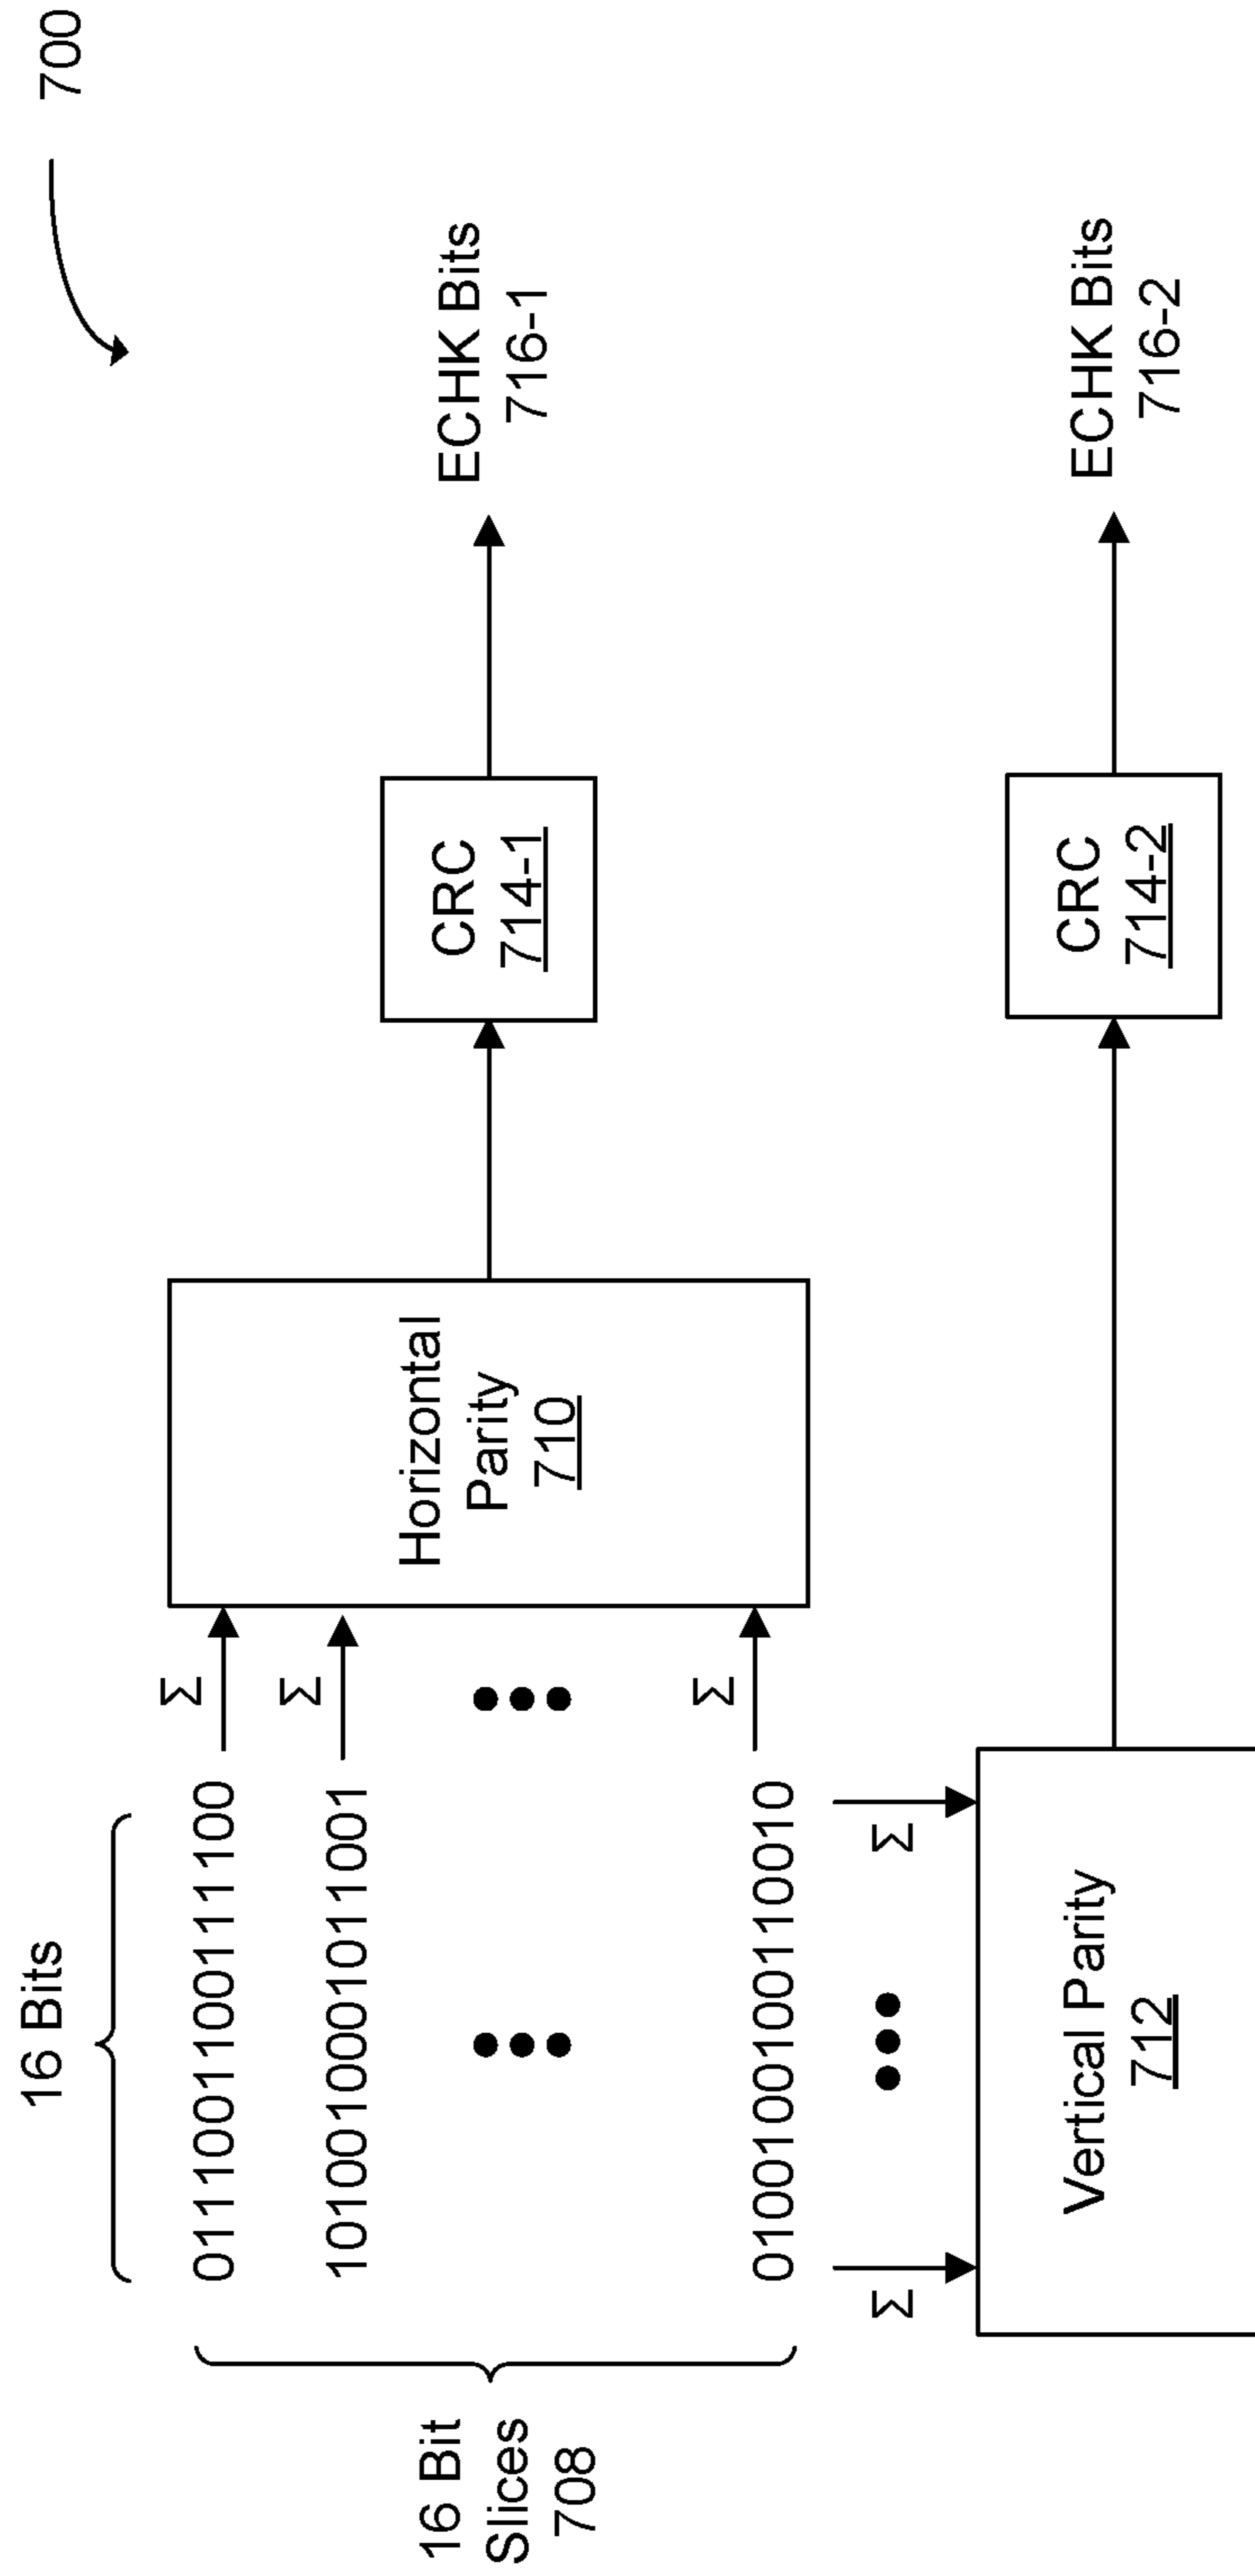 700
16 Bits
0111001100111100
Σ
1010010001011001
Σ
16 Bit
Slices
708
Horizontal
Parity
710
CRC
714-1
ECHK Bits
716-1
0100100100110010
Σ
Σ
Σ
Vertical Parity
712
CRC
714-2
ECHK Bits
716-2